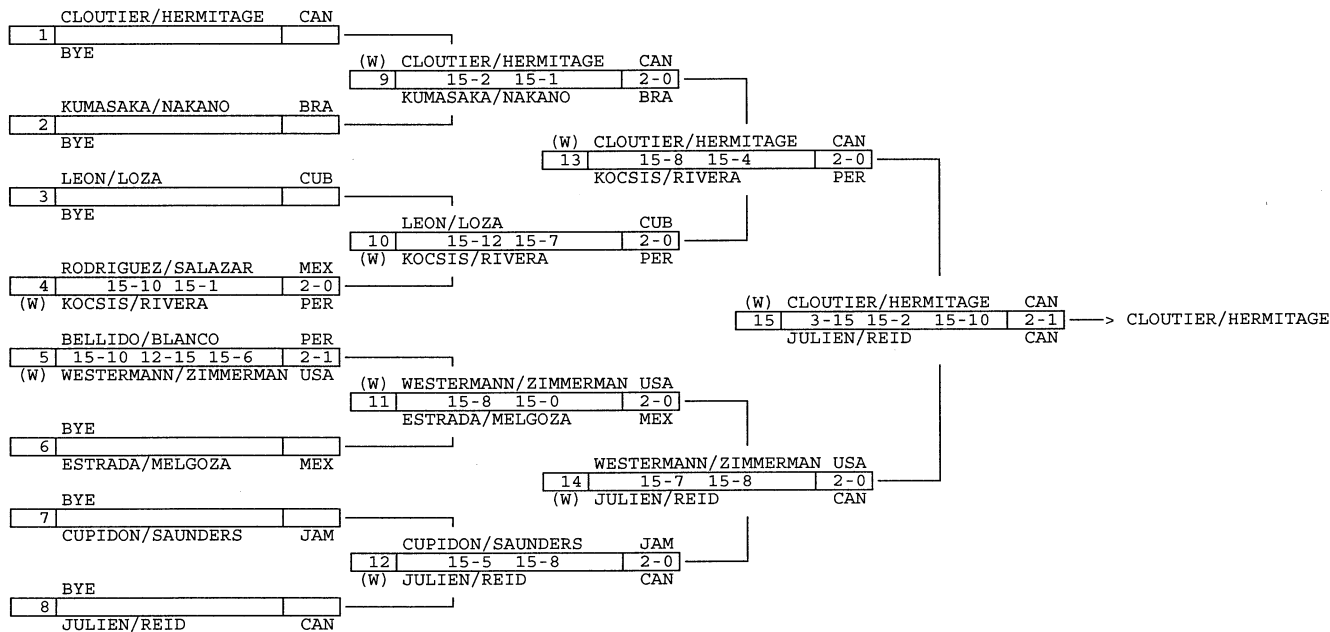 CLOUTIER/HERMITAGE CAN
1
BYE
KUMASAKA/NAKANO BRA
2
BYE
LEON/LOZA CUB
3
BYE
RODRIGUEZ/SALAZAR MEX
4 15-10 15-1 2-0
(W) KOCSIS/RIVERA PER
BELLIDO/BLANCO PER
5 15-10 12-15 15-6 2-1
(W) WESTERMANN/ZIMMERMAN USA
BYE
6
ESTRADA/MELGOZA MEX
BYE
7
CUPIDON/SAUNDERS JAM
BYE
8
JULIEN/REID CAN
(W) CLOUTIER/HERMITAGE CAN
9 15-2 15-1 2-0
KUMASAKA/NAKANO BRA
LEON/LOZA CUB
10 15-12 15-7 2-0
(W) KOCSIS/RIVERA PER
(W) WESTERMANN/ZIMMERMAN USA
11 15-8 15-0 2-0
ESTRADA/MELGOZA MEX
CUPIDON/SAUNDERS JAM
12 15-5 15-8 2-0
(W) JULIEN/REID CAN
(W) CLOUTIER/HERMITAGE CAN
13 15-8 15-4 2-0
KOCSIS/RIVERA PER
WESTERMANN/ZIMMERMAN USA
14 15-7 15-8 2-0
(W) JULIEN/REID CAN
(W) CLOUTIER/HERMITAGE CAN
15 3-15 15-2 15-10 2-1 —> CLOUTIER/HERMITAGE
JULIEN/REID CAN